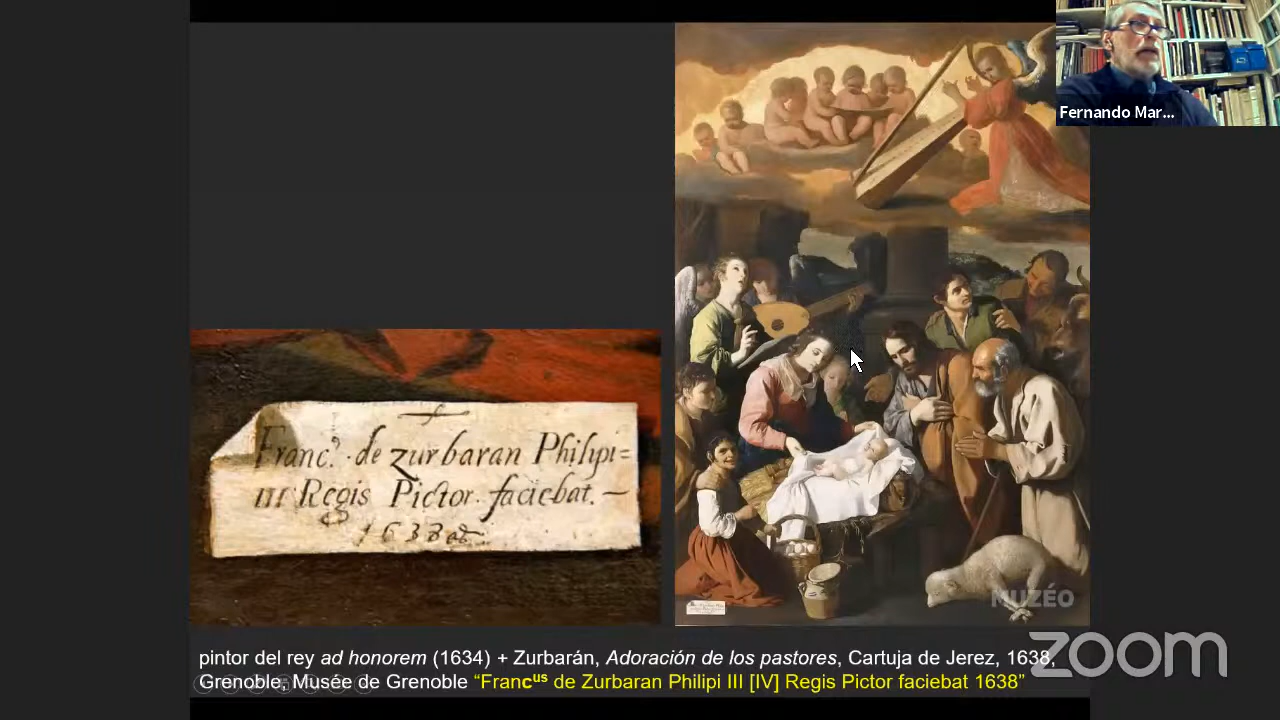 Fernando Mar...
Franc.º de zurbaran Philipi=
III Regis Pictor. faciebat. —
1638
MUZÉO
zoom
pintor del rey ad honorem (1634) + Zurbarán, Adoración de los pastores, Cartuja de Jerez, 1638,
Grenoble, Musée de Grenoble “Francus de Zurbaran Philipi III [IV] Regis Pictor faciebat 1638”